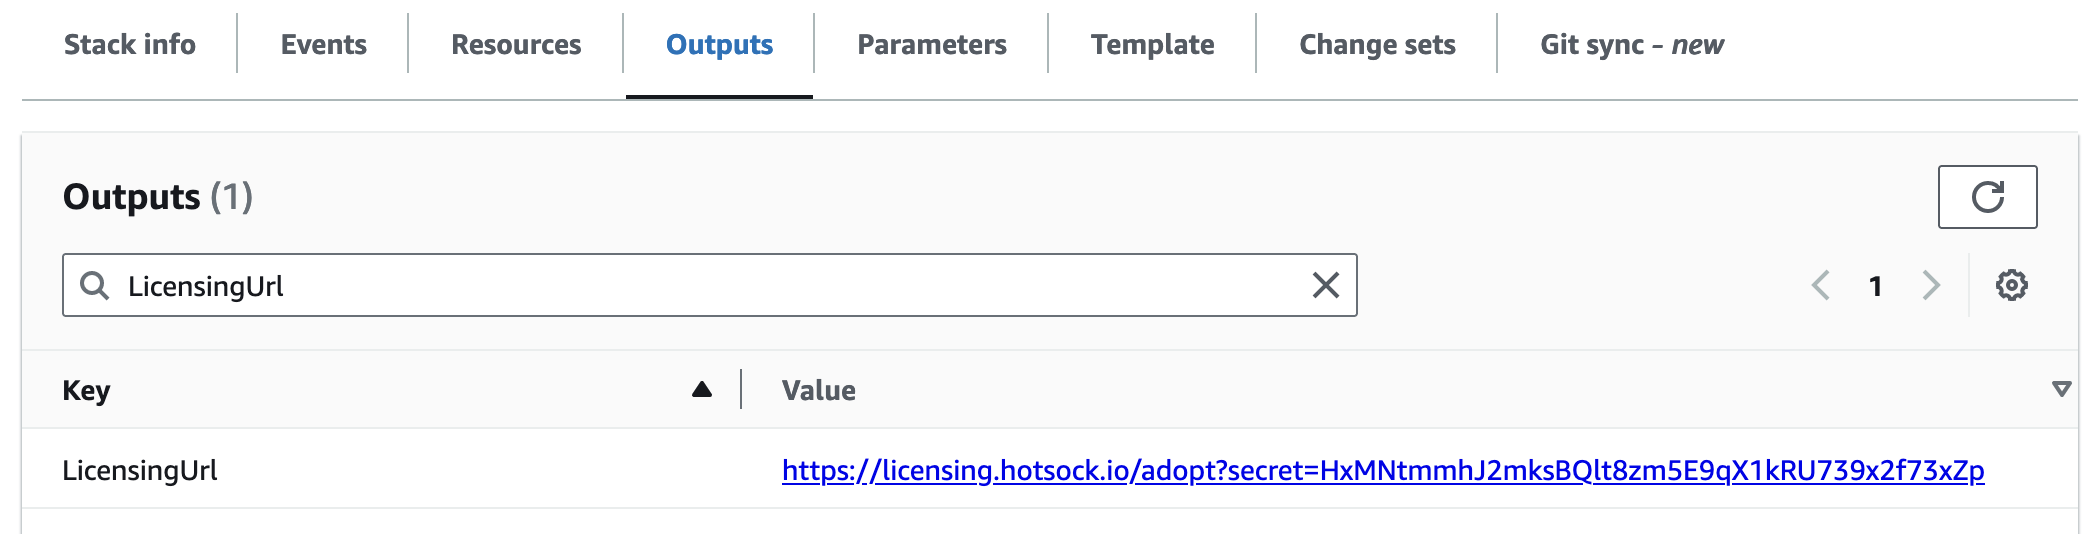 Stack info Events Resources Outputs Parameters Template Change sets Git sync - new
Outputs (1)
LicensingUrl
1
Key Value
LicensingUrl https://licensing.hotsock.io/adopt?secret=HxMNtmmhJ2mksBQlt8zm5E9qX1kRU739x2f73xZp